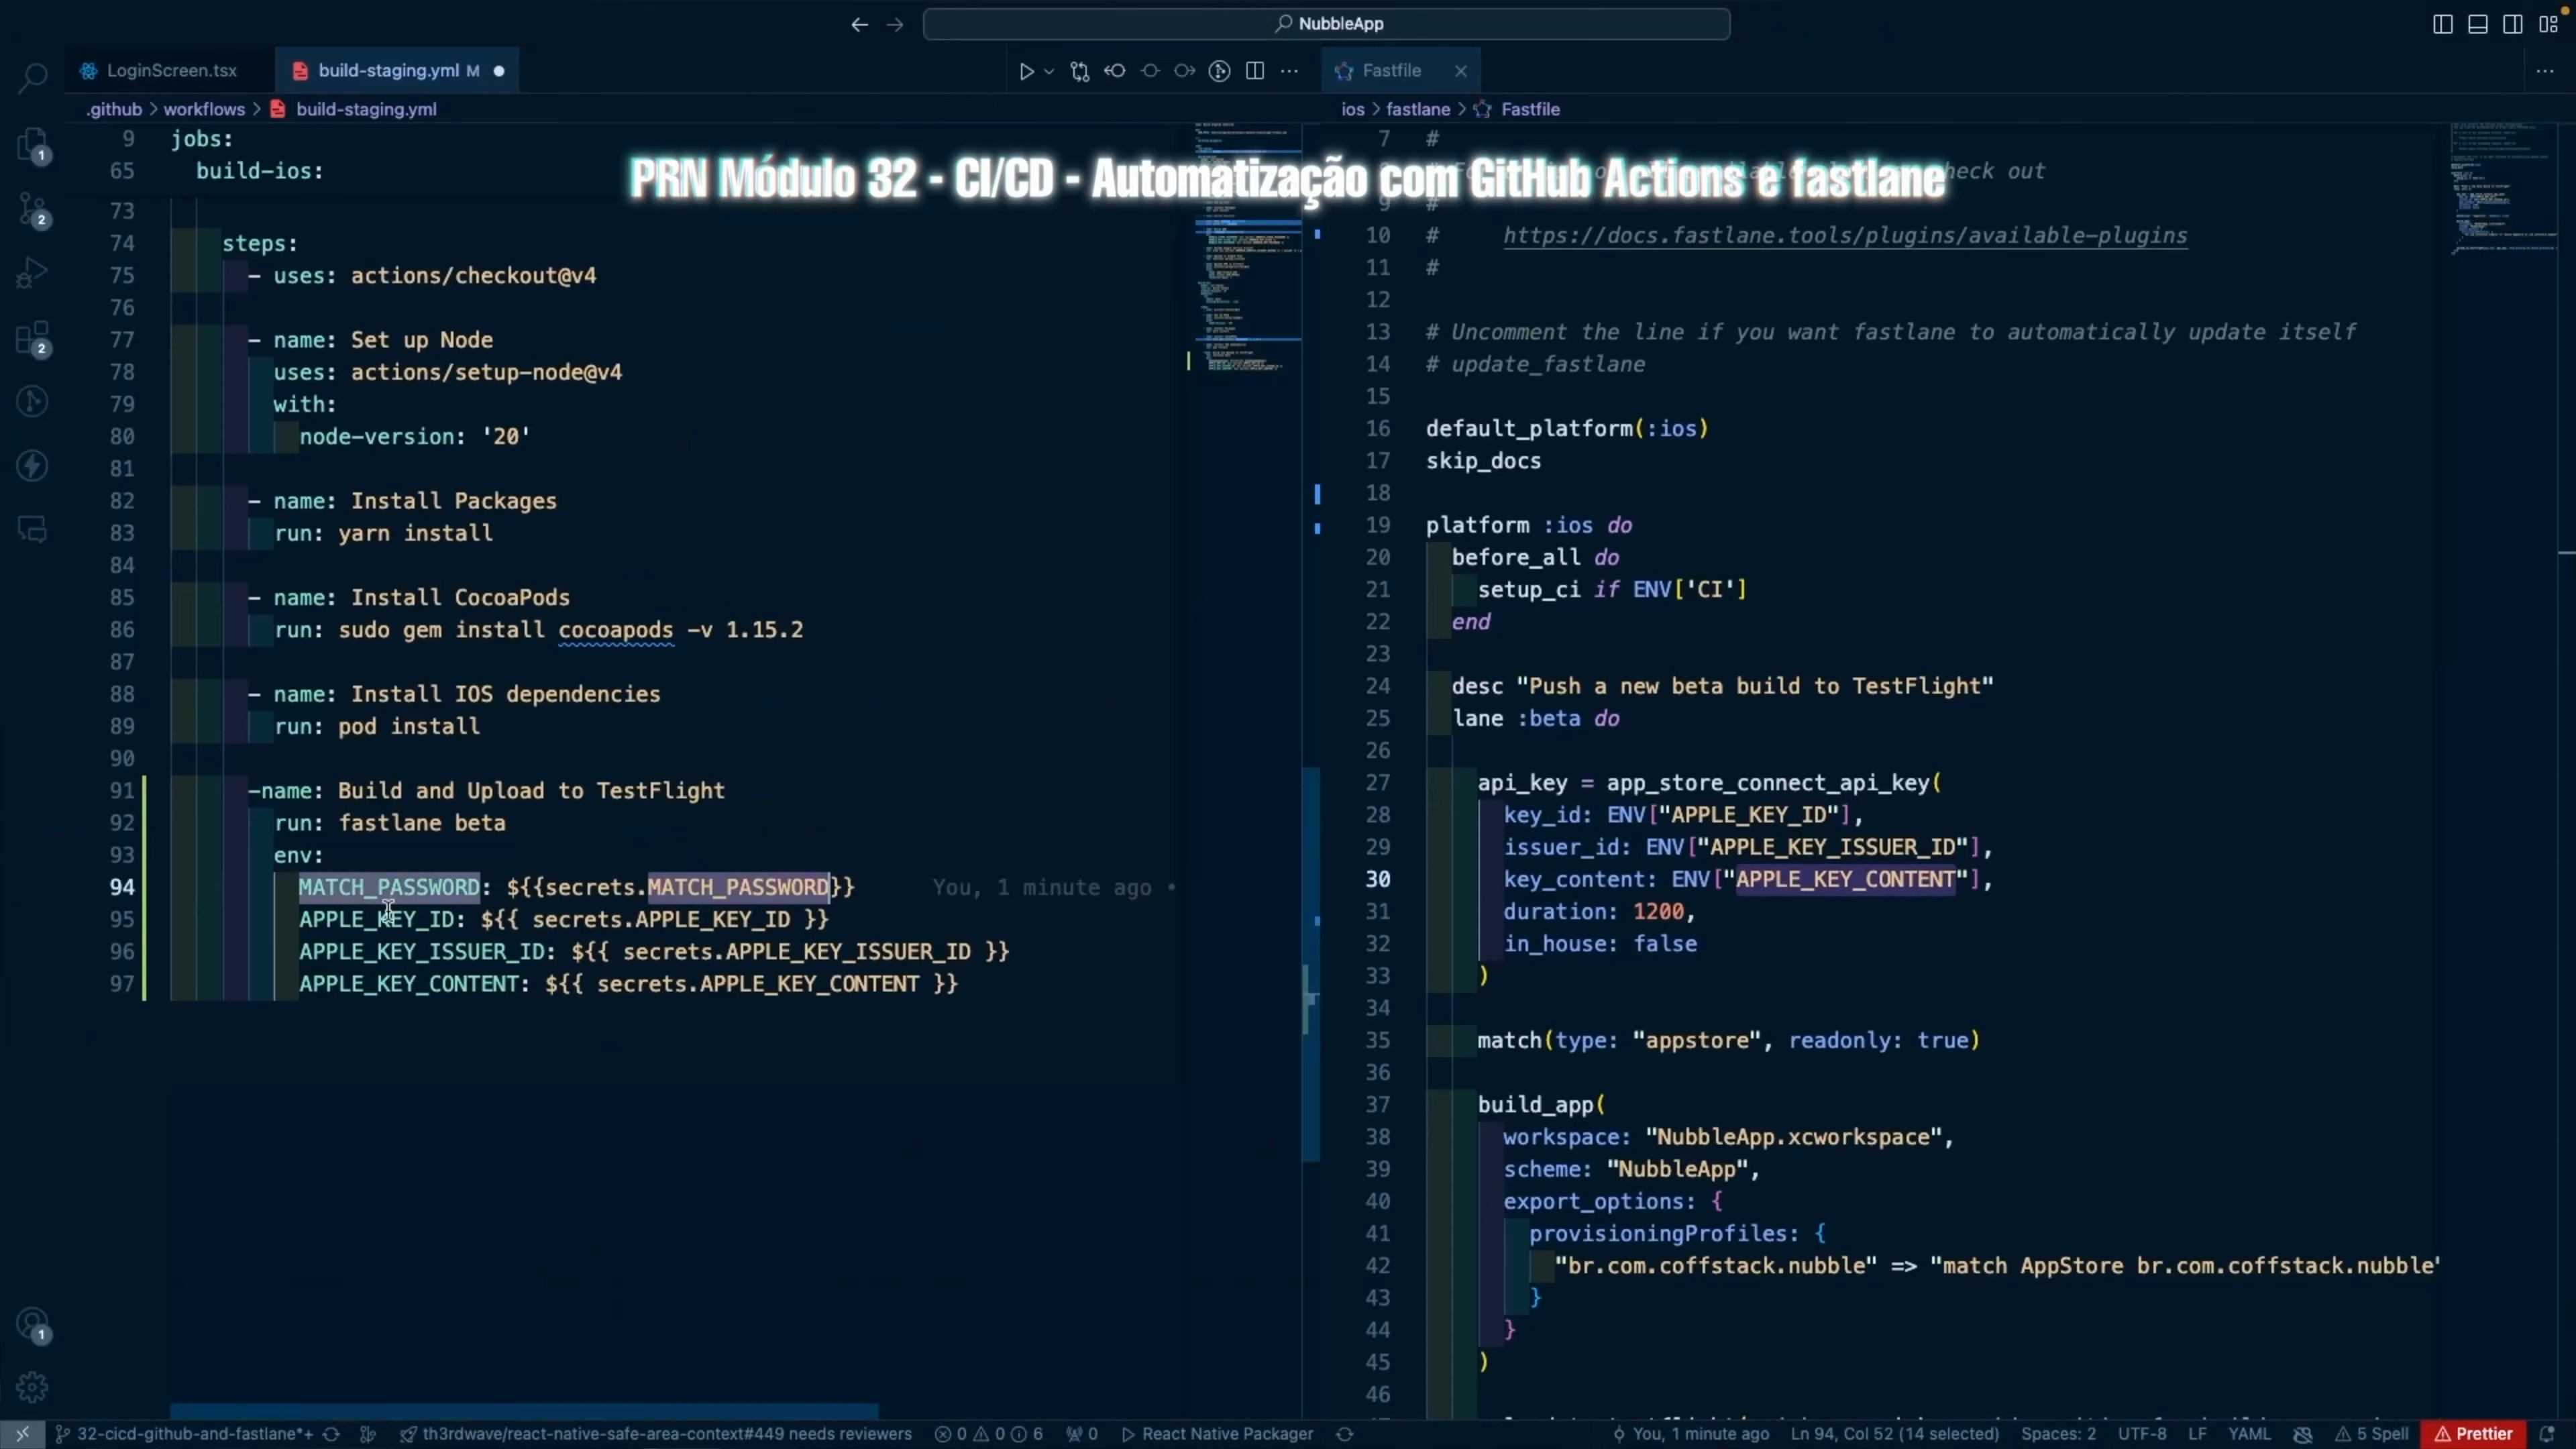 NubbleApp
LoginScreen.tsx
build-staging.yml M
Fastfile
.github > workflows > build-staging.yml
ios > fastlane > Fastfile
PRN Módulo 32 - CI/CD - Automatização com GitHub Actions e fastlane
9 jobs:
65 build-ios:
73
74 steps:
75 - uses: actions/checkout@v4
76
77 - name: Set up Node
78 uses: actions/setup-node@v4
79 with:
80 node-version: '20'
81
82 - name: Install Packages
83 run: yarn install
84
85 - name: Install CocoaPods
86 run: sudo gem install cocoapods -v 1.15.2
87
88 - name: Install IOS dependencies
89 run: pod install
90
91 -name: Build and Upload to TestFlight
92 run: fastlane beta
93 env:
94 MATCH_PASSWORD: ${{secrets.MATCH_PASSWORD}} You, 1 minute ago •
95 APPLE_KEY_ID: ${{ secrets.APPLE_KEY_ID }}
96 APPLE_KEY_ISSUER_ID: ${{ secrets.APPLE_KEY_ISSUER_ID }}
97 APPLE_KEY_CONTENT: ${{ secrets.APPLE_KEY_CONTENT }}
7 #
check out
9 #
10 # https://docs.fastlane.tools/plugins/available-plugins
11 #
12
13 # Uncomment the line if you want fastlane to automatically update itself
14 # update_fastlane
15
16 default_platform(:ios)
17 skip_docs
18
19 platform :ios do
20 before_all do
21 setup_ci if ENV['CI']
22 end
23
24 desc "Push a new beta build to TestFlight"
25 lane :beta do
26
27 api_key = app_store_connect_api_key(
28 key_id: ENV["APPLE_KEY_ID"],
29 issuer_id: ENV["APPLE_KEY_ISSUER_ID"],
30 key_content: ENV["APPLE_KEY_CONTENT"],
31 duration: 1200,
32 in_house: false
33 )
34
35 match(type: "appstore", readonly: true)
36
37 build_app(
38 workspace: "NubbleApp.xcworkspace",
39 scheme: "NubbleApp",
40 export_options: {
41 provisioningProfiles: {
42 "br.com.coffstack.nubble" => "match AppStore br.com.coffstack.nubble"
43 }
44 }
45 )
46
1
2
2
1
32-cicd-github-and-fastlane*+ th3rdwave/react-native-safe-area-context#449 needs reviewers 0 0 6 0 React Native Packager You, 1 minute ago Ln 94, Col 52 (14 selected) Spaces: 2 UTF-8 LF YAML 5 Spell Prettier